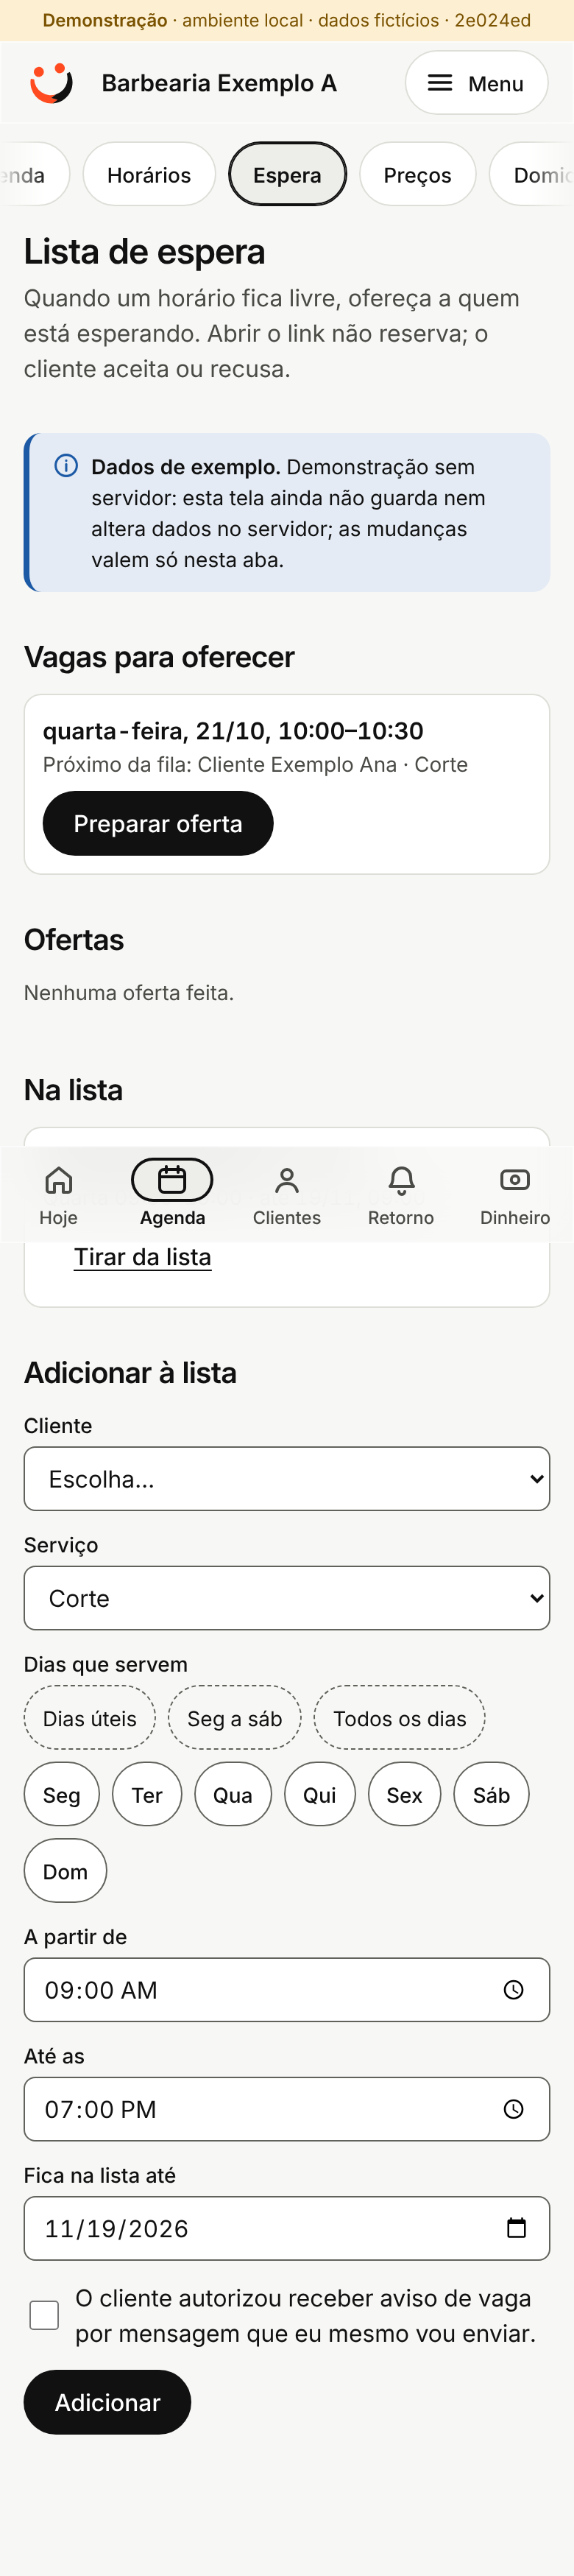 Demonstração · ambiente local · dados fictícios · 2e024ed
Barbearia Exemplo A
Menu
enda
Horários
Espera
Preços
Domic
Lista de espera
Quando um horário fica livre, ofereça a quem
está esperando. Abrir o link não reserva; o
cliente aceita ou recusa.
Dados de exemplo. Demonstração sem
servidor: esta tela ainda não guarda nem
altera dados no servidor; as mudanças
valem só nesta aba.
Vagas para oferecer
quarta-feira, 21/10, 10:00–10:30
Próximo da fila: Cliente Exemplo Ana · Corte
Preparar oferta
Ofertas
Nenhuma oferta feita.
Na lista
Hoje
Agenda
Clientes
Retorno
Dinheiro
Tirar da lista
Adicionar à lista
Cliente
Escolha...
Serviço
Corte
Dias que servem
Dias úteis
Seg a sáb
Todos os dias
Seg
Ter
Qua
Qui
Sex
Sáb
Dom
A partir de
09:00 AM
Até as
07:00 PM
Fica na lista até
11/19/2026
O cliente autorizou receber aviso de vaga
por mensagem que eu mesmo vou enviar.
Adicionar